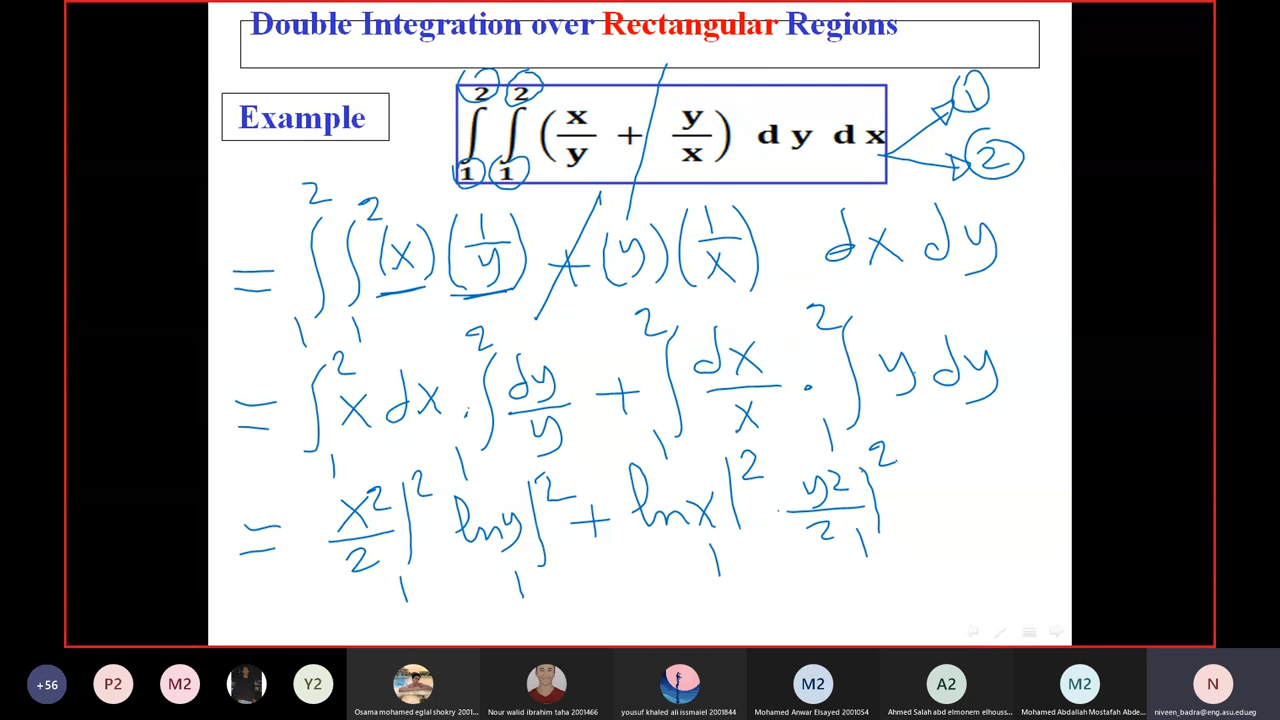 Double Integration over Rectangular Regions
Example
∫₁² ∫₁² (x/y + y/x) dy dx
①
②
= ∫₁² ∫₁² (x)(1/y) + (y)(1/x) dx dy
= ∫₁² x dx · ∫₁² dy/y + ∫₁² dx/x · ∫₁² y dy
= x²/2 |₁² ln y |₁² + ln x |₁² · y²/2 |₁²
+56
P2
M2
Y2
Osama mohamed eglal shokry 2001...
Nour walid ibrahim taha 2001466
yousuf khaled ali issmaiel 2001844
M2
Mohamed Anwar Elsayed 2001054
A2
Ahmed Salah abd elmonem elhouss...
M2
Mohamed Abdallah Mostafah Abde...
N
niveen_badra@eng.asu.edueg